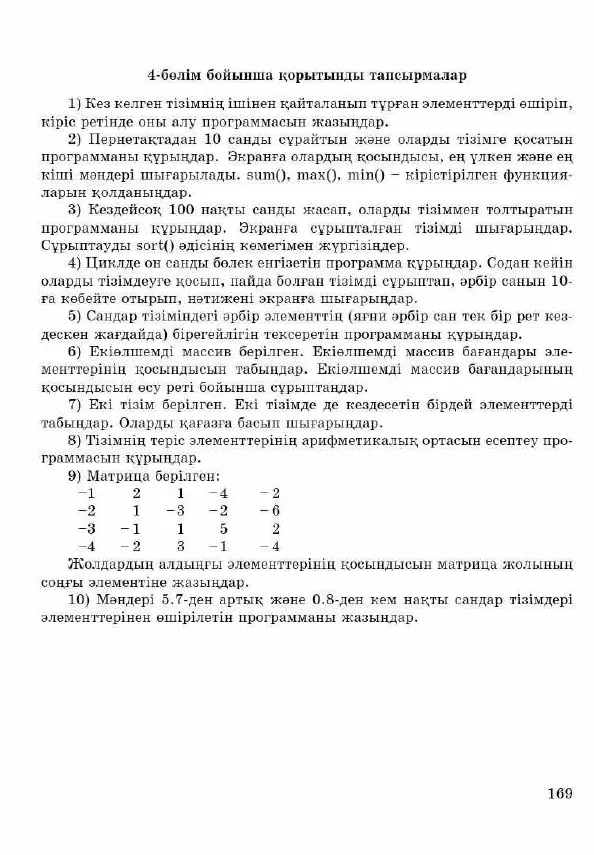 4-бөлім бойынша қорытынды тапсырмалар
1) Кез келген тізімнің ішінен қайталанып тұрған элементтерді өшіріп,
кіріс ретінде оны алу программасын жазыңдар.
2) Пернетақтадан 10 санды сұрайтын және оларды тізімге қосатын
программаны құрыңдар. Экранға олардың қосындысы, ең үлкен және ең
кіші мәндері шығарылады. sum(), max(), min() – кірістірілген функция-
ларын қолданыңдар.
3) Кездейсоқ 100 нақты санды жасап, оларды тізіммен толтыратын
программаны құрыңдар. Экранға сұрыпталған тізімді шығарыңдар.
Сұрыптауды sort() әдісінің көмегімен жүргізіңдер.
4) Циклде он санды бөлек енгізетін программа құрыңдар. Содан кейін
оларды тізімдеуге қосып, пайда болған тізімді сұрыптап, әрбір санын 10-
ға көбейте отырып, нәтижені экранға шығарыңдар.
5) Сандар тізіміндегі әрбір элементтің (яғни әрбір сан тек бір рет кез-
дескен жағдайда) бірегейлігін тексеретін программаны құрыңдар.
6) Екіөлшемді массив берілген. Екіөлшемді массив бағандары эле-
менттерінің қосындысын табыңдар. Екіөлшемді массив бағандарының
қосындысын өсу реті бойынша сұрыптаңдар.
7) Екі тізім берілген. Екі тізімде де кездесетін бірдей элементтерді
табыңдар. Оларды қағазға басып шығарыңдар.
8) Тізімнің теріс элементтерінің арифметикалық ортасын есептеу про-
граммасын құрыңдар.
9) Матрица берілген:
–1 2 1 –4 – 2
–2 1 –3 –2 – 6
–3 – 1 1 5 2
–4 – 2 3 –1 – 4
Жолдардың алдыңғы элементтерінің қосындысын матрица жолының
соңғы элементіне жазыңдар.
10) Мәндері 5.7-ден артық және 0.8-ден кем нақты сандар тізімдері
элементтерінен өшірілетін программаны жазыңдар.
169